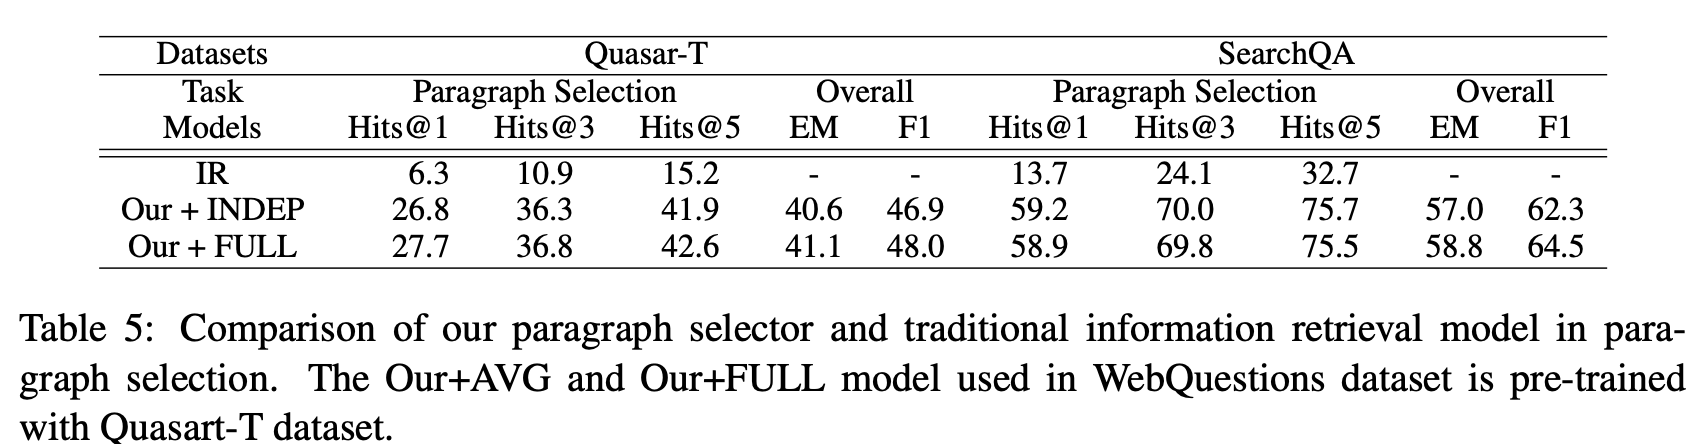 Datasets Quasar-T SearchQA
Task Paragraph Selection Overall Paragraph Selection Overall
Models Hits@1 Hits@3 Hits@5 EM F1 Hits@1 Hits@3 Hits@5 EM F1
IR 6.3 10.9 15.2 - - 13.7 24.1 32.7 - -
Our + INDEP 26.8 36.3 41.9 40.6 46.9 59.2 70.0 75.7 57.0 62.3
Our + FULL 27.7 36.8 42.6 41.1 48.0 58.9 69.8 75.5 58.8 64.5
Table 5: Comparison of our paragraph selector and traditional information retrieval model in para-
graph selection. The Our+AVG and Our+FULL model used in WebQuestions dataset is pre-trained
with Quasart-T dataset.